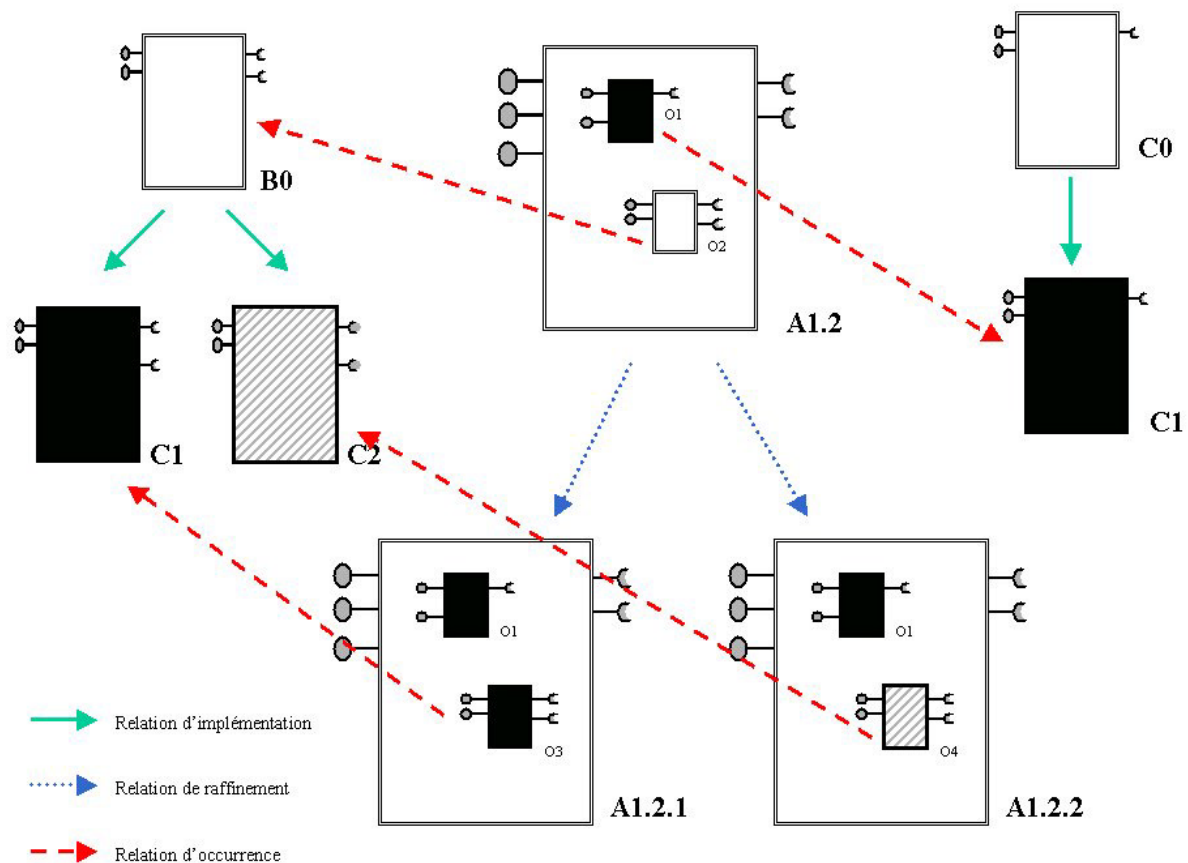 O1
C0
B0
O2
A1.2
C1
C2
C1
O1
O1
O3
O4
Relation d'implémentation
Relation de raffinement
A1.2.1
A1.2.2
Relation d'occurrence